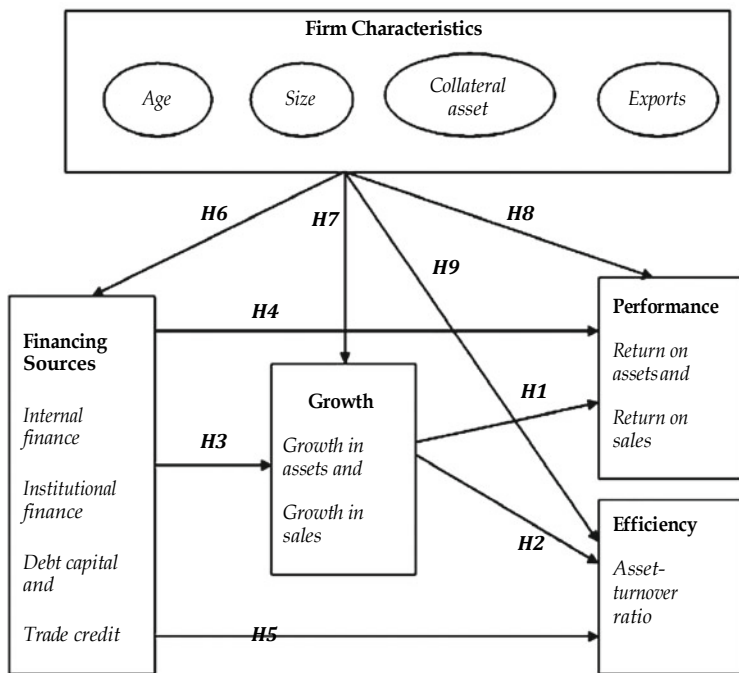 Firm Characteristics
Age
Size
Collateral
asset
Exports
H6
H7
H8
H9
Financing
Sources
Internal
finance
Institutional
finance
Debt capital
and
Trade credit
H4
H3
Growth
Growth in
assets and
Growth in
sales
H1
H2
H5
Performance
Return on
assets and
Return on
sales
Efficiency
Asset-
turnover
ratio